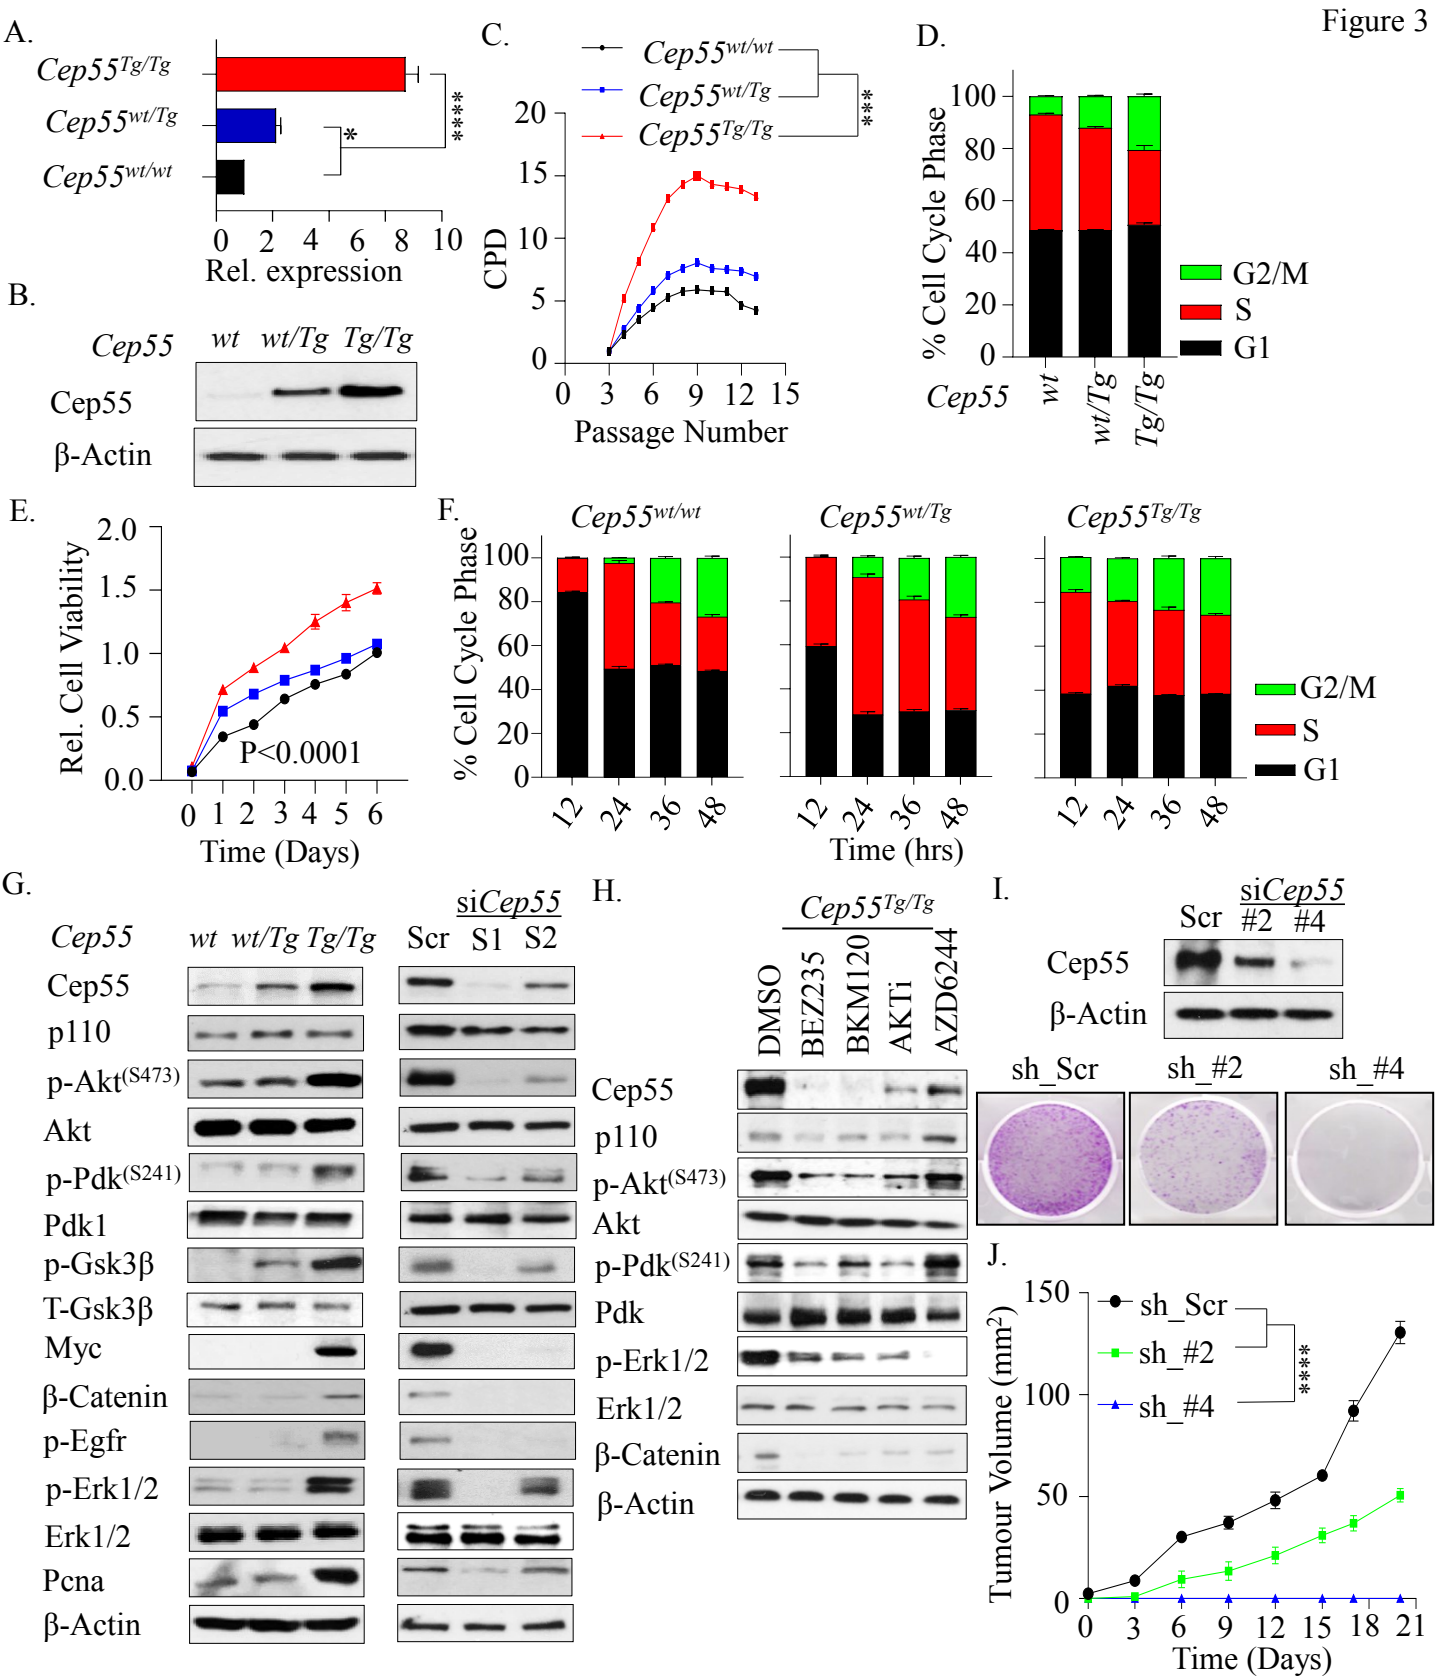 Figure 3
A.
Cep55Tg/Tg
Cep55wt/Tg
Cep55wt/wt
****
*
0 2 4 6 8 10
Rel. expression
B.
Cep55 wt wt/Tg Tg/Tg
Cep55
β-Actin
C.
Cep55wt/wt
Cep55wt/Tg
Cep55Tg/Tg
***
20
15
10
5
0
CPD
0 3 6 9 12 15
Passage Number
D.
100
80
60
40
20
0
% Cell Cycle Phase
G2/M
S
G1
Cep55 wt wt/Tg Tg/Tg
E.
2.0
1.5
1.0
0.5
0.0
Rel. Cell Viability
P<0.0001
0 1 2 3 4 5 6
Time (Days)
F.
Cep55wt/wt Cep55wt/Tg Cep55Tg/Tg
100
80
60
40
20
0
% Cell Cycle Phase
12 24 36 48 12 24 36 48 12 24 36 48
Time (hrs)
G2/M
S
G1
G.
siCep55
Cep55 wt wt/Tg Tg/Tg Scr S1 S2
Cep55
p110
p-Akt(S473)
Akt
p-Pdk(S241)
Pdk1
p-Gsk3β
T-Gsk3β
Myc
β-Catenin
p-Egfr
p-Erk1/2
Erk1/2
Pcna
β-Actin
H.
Cep55Tg/Tg
DMSO BEZ235 BKM120 AKTi AZD6244
Cep55
p110
p-Akt(S473)
Akt
p-Pdk(S241)
Pdk
p-Erk1/2
Erk1/2
β-Catenin
β-Actin
I.
siCep55
Scr #2 #4
Cep55
β-Actin
sh_Scr sh_#2 sh_#4
J.
150
100
50
0
Tumour Volume (mm2)
sh_Scr
sh_#2
sh_#4
****
0 3 6 9 12 15 18 21
Time (Days)